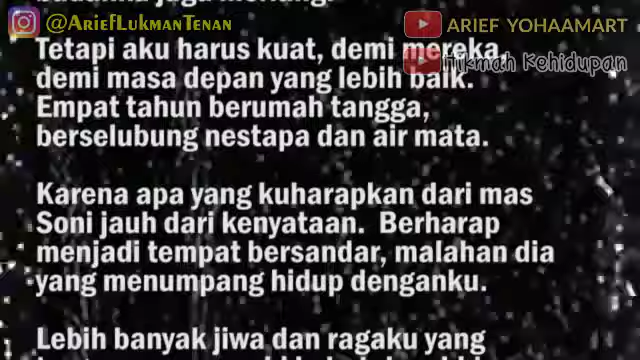 @AriefLukmanTenan
ARIEF YOHAAMART
Hikmah Kehidupan
Tetapi aku harus kuat, demi mereka,
demi masa depan yang lebih baik.
Empat tahun berumah tangga,
berselubung nestapa dan air mata.
Karena apa yang kuharapkan dari mas
Soni jauh dari kenyataan. Berharap
menjadi tempat bersandar, malahan dia
yang menumpang hidup denganku.
Lebih banyak jiwa dan ragaku yang